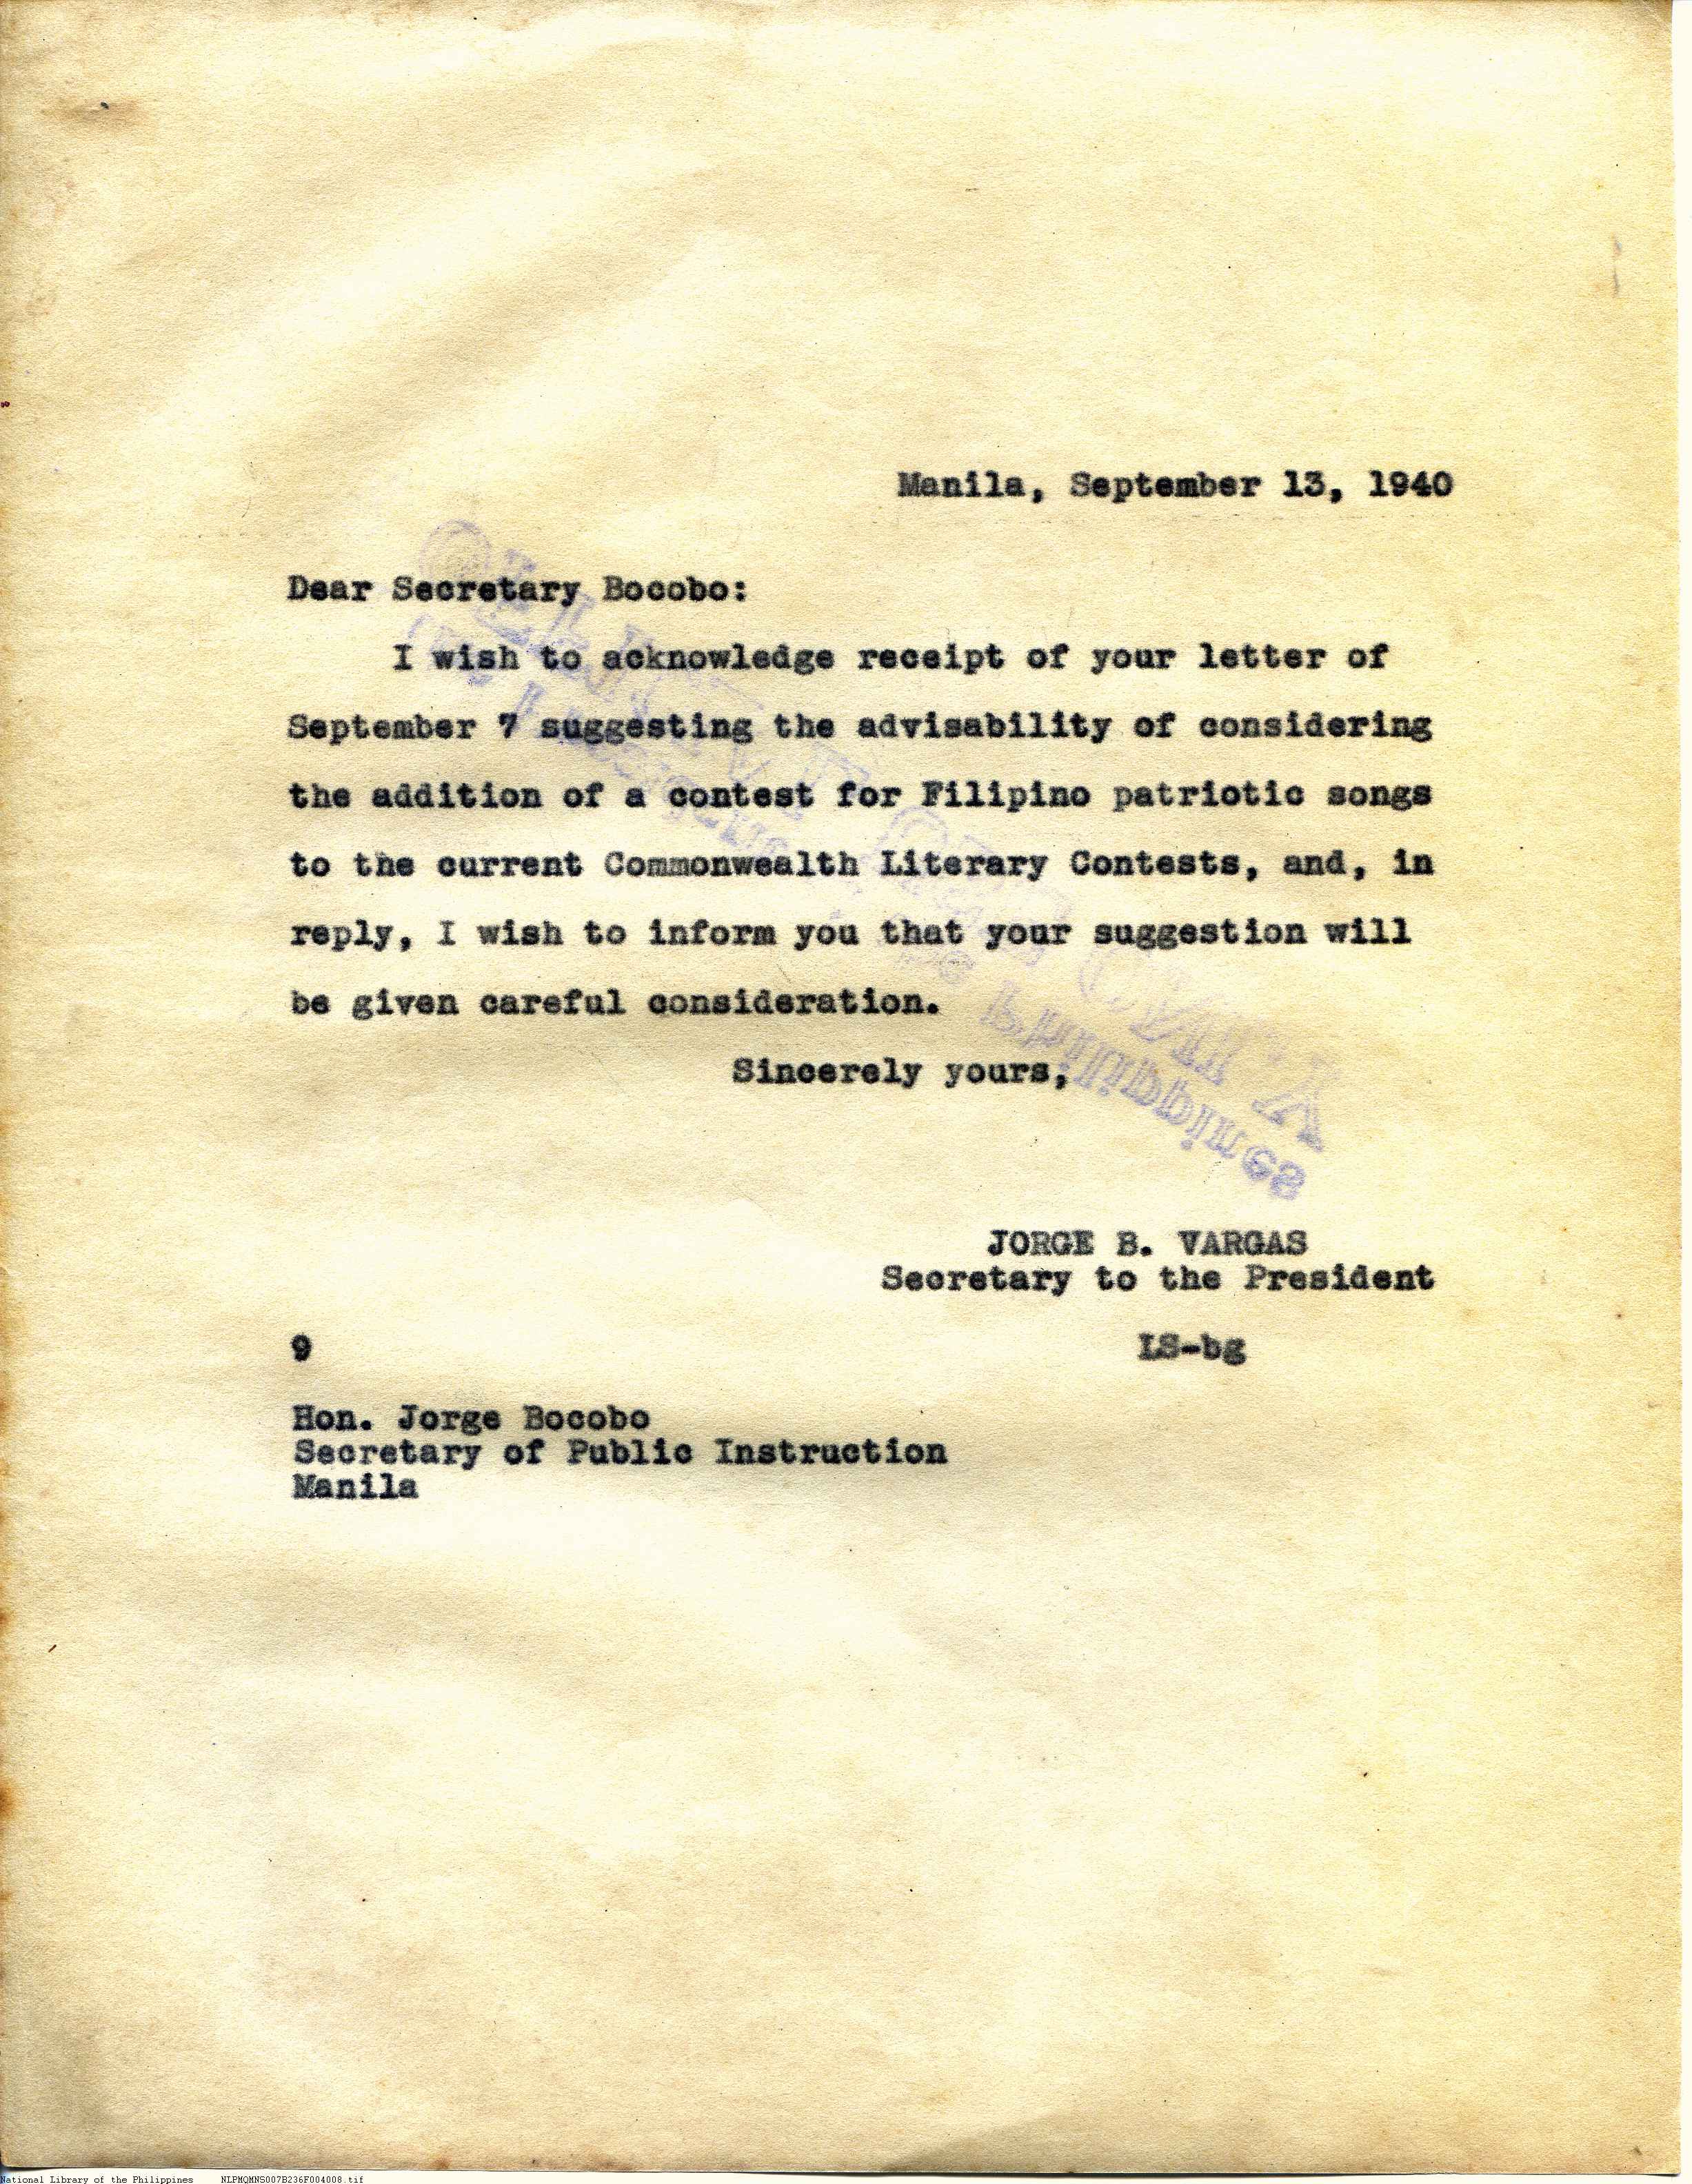 Manila, September 13, 1940
Dear Secretary Bocobo:
I wish to acknowledge receipt of your letter of
September 7 suggesting the advisability of considering
the addition of a contest for Filipino patriotic songs
to the current Commonwealth Literary Contests, and, in
reply, I wish to inform you that your suggestion will
be given careful consideration.
Sincerely yours,
JORGE B. VARGAS
Secretary to the President
9 LS-bg
Hon. Jorge Bocobo
Secretary of Public Instruction
Manila
Philippines
National Library of the Philippines NLPMQMNS007B236F004008.tif